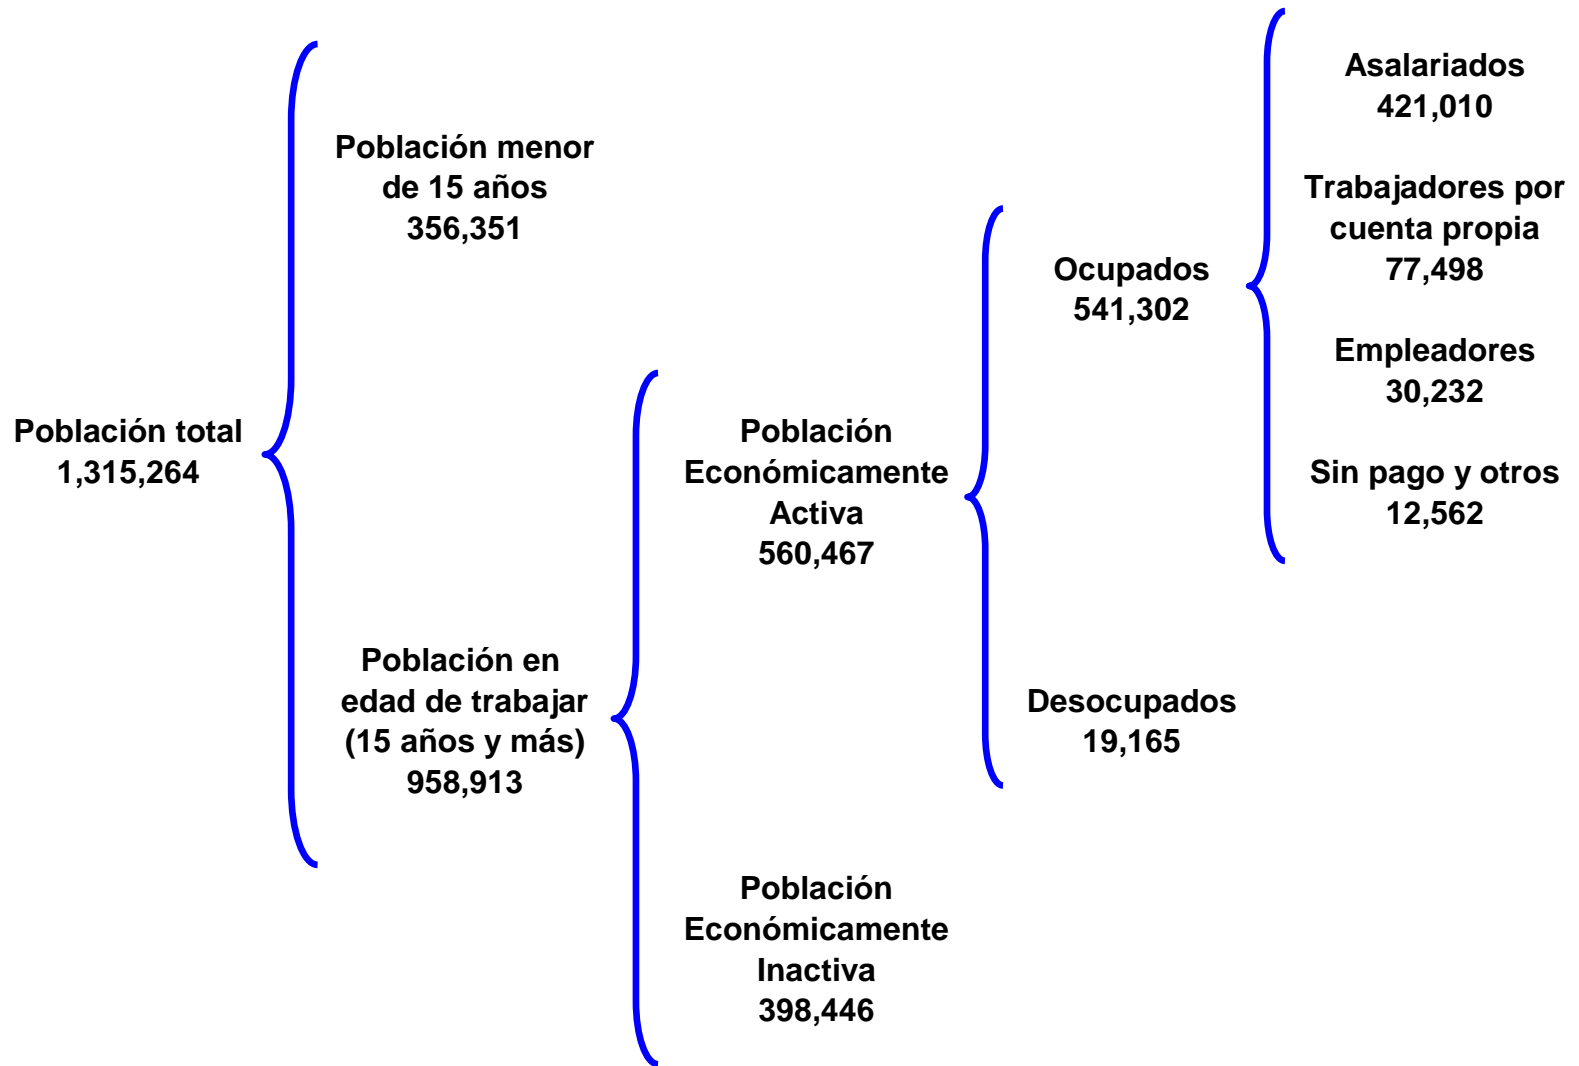 Población total
1,315,264
Población menor
de 15 años
356,351
Población en
edad de trabajar
(15 años y más)
958,913
Población
Económicamente
Activa
560,467
Población
Económicamente
Inactiva
398,446
Ocupados
541,302
Desocupados
19,165
Asalariados
421,010
Trabajadores por
cuenta propia
77,498
Empleadores
30,232
Sin pago y otros
12,562